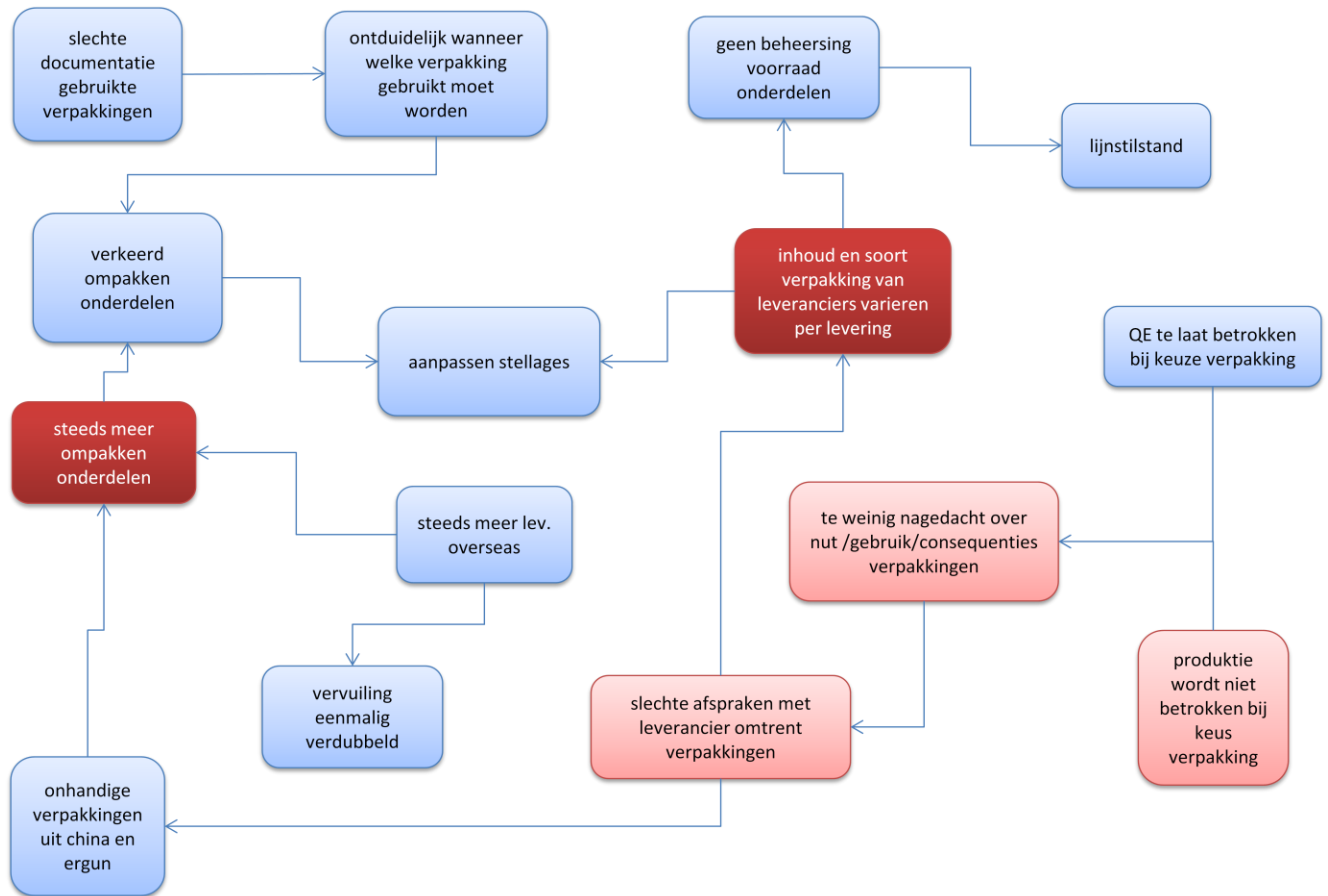 slechte
documentatie
gebruikte
verpakkingen
ontduidelijk wanneer
welke verpakking
gebruikt moet
worden
geen beheersing
voorraad
onderdelen
lijnstilstand
verkeerd
ompakken
onderdelen
inhoud en soort
verpakking van
leveranciers varieren
per levering
aanpassen stellages
QE te laat betrokken
bij keuze verpakking
steeds meer
ompakken
onderdelen
steeds meer lev.
overseas
te weinig nagedacht over
nut /gebruik/consequenties
verpakkingen
vervuiling
eenmalig
verdubbeld
slechte afspraken met
leverancier omtrent
verpakkingen
produktie
wordt niet
betrokken bij
keus
verpakking
onhandige
verpakkingen
uit china en
ergun